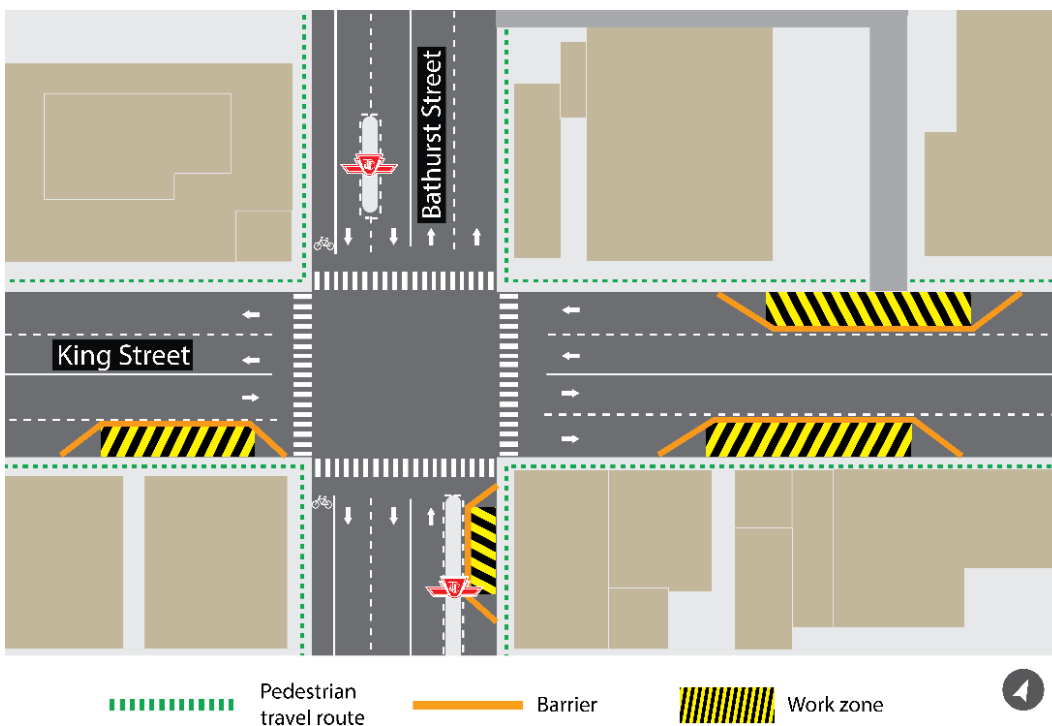 Bathurst Street
King Street
Pedestrian
travel route
Barrier
Work zone